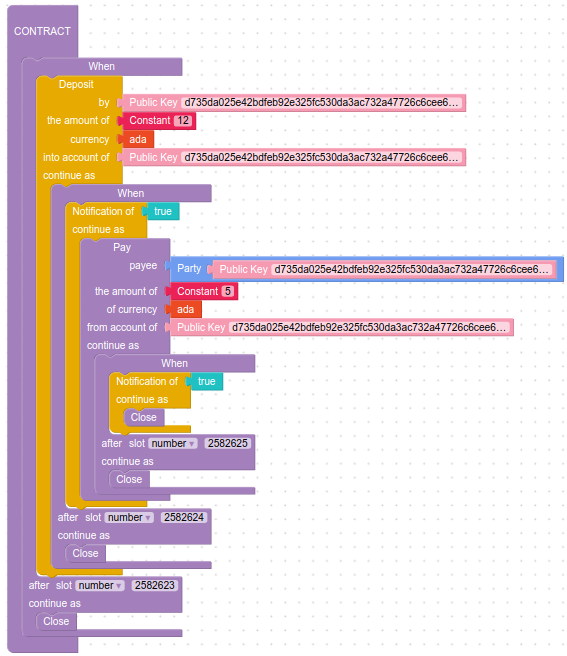 CONTRACT
When
Deposit
by Public Key d735da025e42bdfeb92e325fc530da3ac732a47726c6cee6...
the amount of Constant 12
currency ada
into account of Public Key d735da025e42bdfeb92e325fc530da3ac732a47726c6cee6...
continue as
When
Notification of true
continue as
Pay
payee Party Public Key d735da025e42bdfeb92e325fc530da3ac732a47726c6cee6...
the amount of Constant 5
of currency ada
from account of Public Key d735da025e42bdfeb92e325fc530da3ac732a47726c6cee6...
continue as
When
Notification of true
continue as
Close
after slot number 2582625
continue as
Close
after slot number 2582624
continue as
Close
after slot number 2582623
continue as
Close